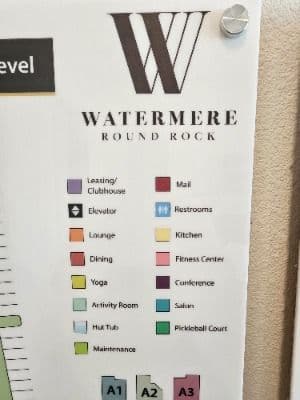 evel
WATERMERE
ROUND ROCK
Leasing/
Clubhouse
Mail
Elevator
Restrooms
Lounge
Kitchen
Dining
Fitness Center
Yoga
Conference
Activity Room
Salon
Hut Tub
Pickleball Court
Maintenance
A1
A2
A3